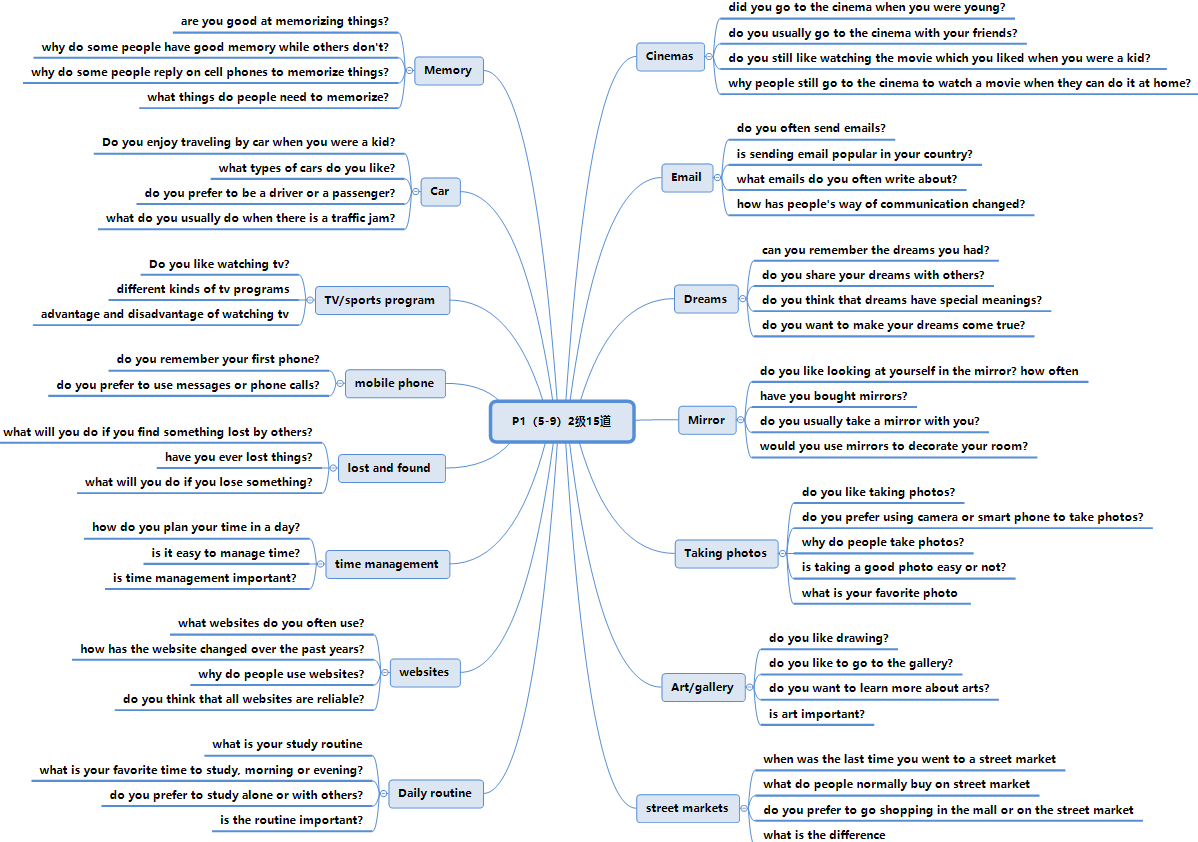 P1（5-9）2级15道
Cinemas
did you go to the cinema when you were young?
do you usually go to the cinema with your friends?
do you still like watching the movie which you liked when you were a kid?
why people still go to the cinema to watch a movie when they can do it at home?
Email
do you often send emails?
is sending email popular in your country?
what emails do you often write about?
how has people's way of communication changed?
Dreams
can you remember the dreams you had?
do you share your dreams with others?
do you think that dreams have special meanings?
do you want to make your dreams come true?
Mirror
do you like looking at yourself in the mirror? how often
have you bought mirrors?
do you usually take a mirror with you?
would you use mirrors to decorate your room?
Taking photos
do you like taking photos?
do you prefer using camera or smart phone to take photos?
why do people take photos?
is taking a good photo easy or not?
what is your favorite photo
Art/gallery
do you like drawing?
do you like to go to the gallery?
do you want to learn more about arts?
is art important?
street markets
when was the last time you went to a street market
what do people normally buy on street market
do you prefer to go shopping in the mall or on the street market
what is the difference
Memory
are you good at memorizing things?
why do some people have good memory while others don't?
why do some people reply on cell phones to memorize things?
what things do people need to memorize?
Car
Do you enjoy traveling by car when you were a kid?
what types of cars do you like?
do you prefer to be a driver or a passenger?
what do you usually do when there is a traffic jam?
TV/sports program
Do you like watching tv?
different kinds of tv programs
advantage and disadvantage of watching tv
mobile phone
do you remember your first phone?
do you prefer to use messages or phone calls?
lost and found
what will you do if you find something lost by others?
have you ever lost things?
what will you do if you lose something?
time management
how do you plan your time in a day?
is it easy to manage time?
is time management important?
websites
what websites do you often use?
how has the website changed over the past years?
why do people use websites?
do you think that all websites are reliable?
Daily routine
what is your study routine
what is your favorite time to study, morning or evening?
do you prefer to study alone or with others?
is the routine important?